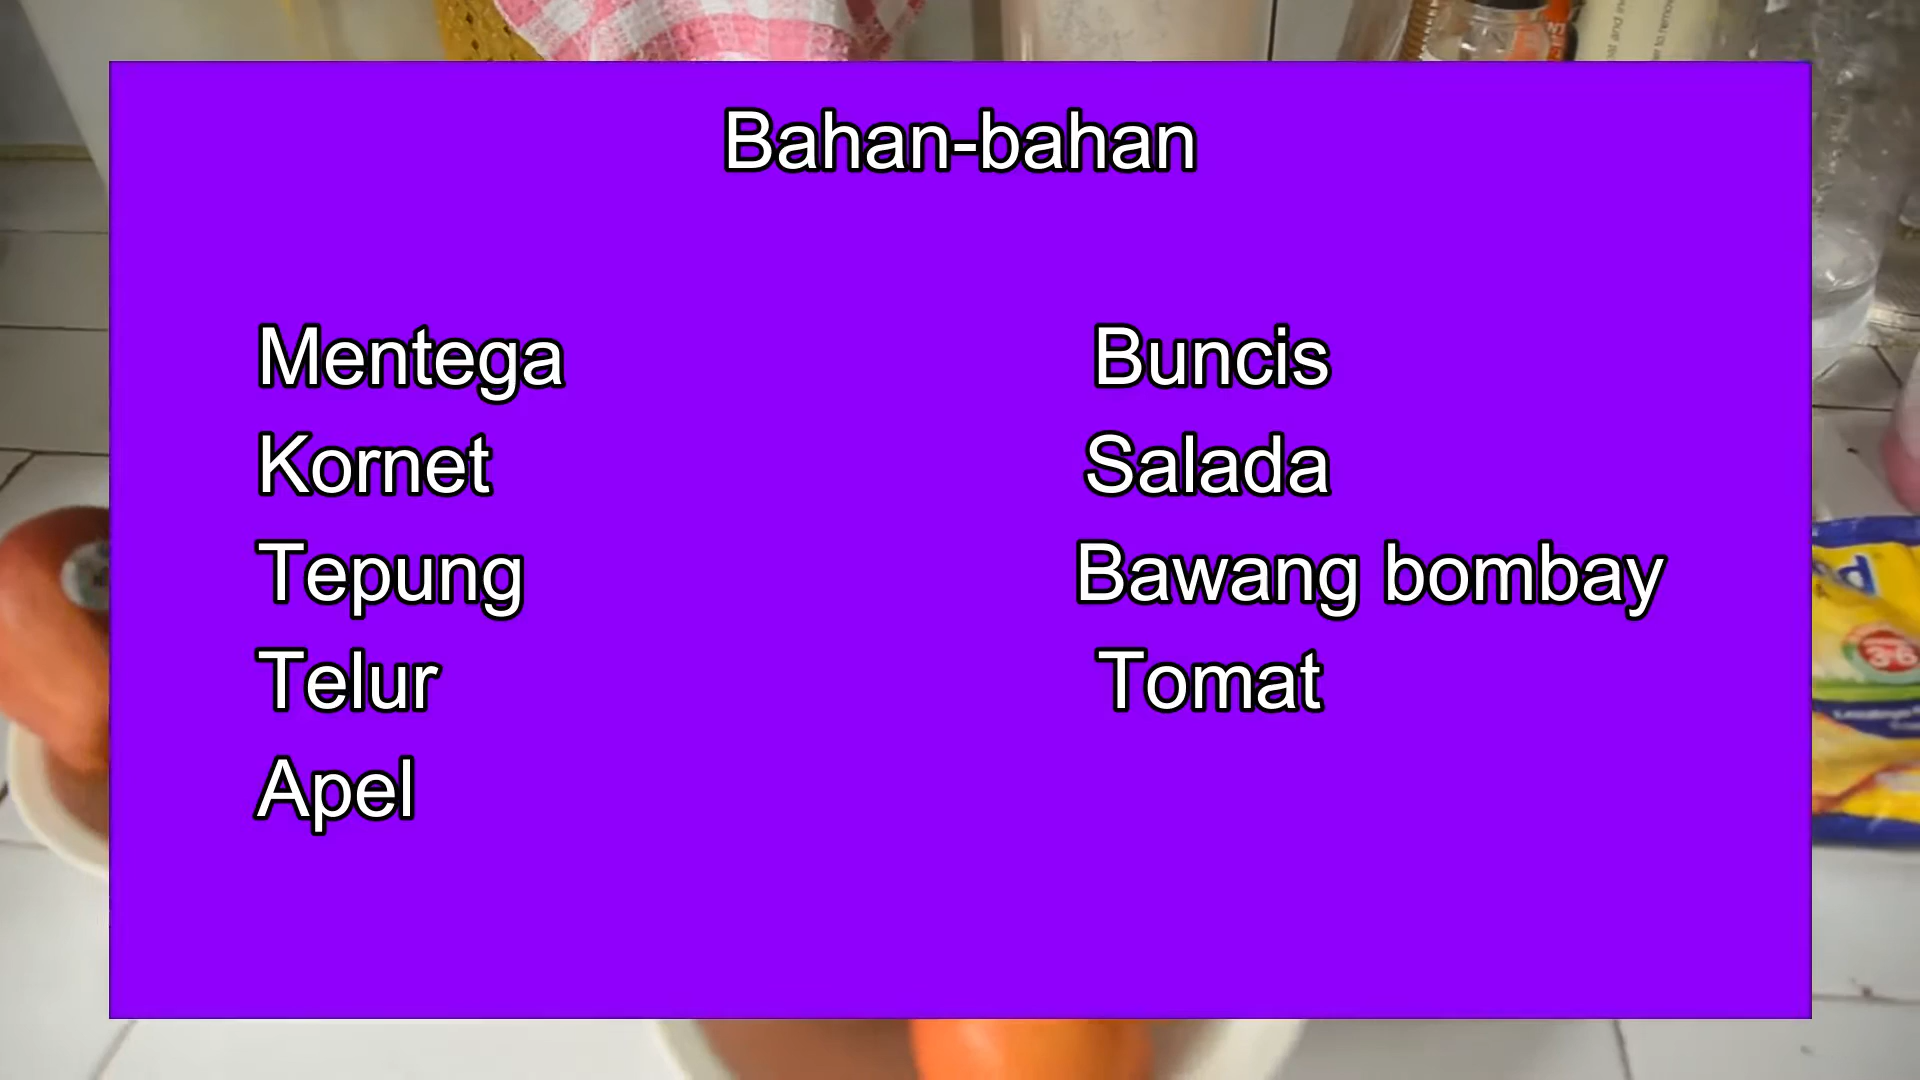 Bahan-bahan
Mentega
Kornet
Tepung
Telur
Apel
Buncis
Salada
Bawang bombay
Tomat